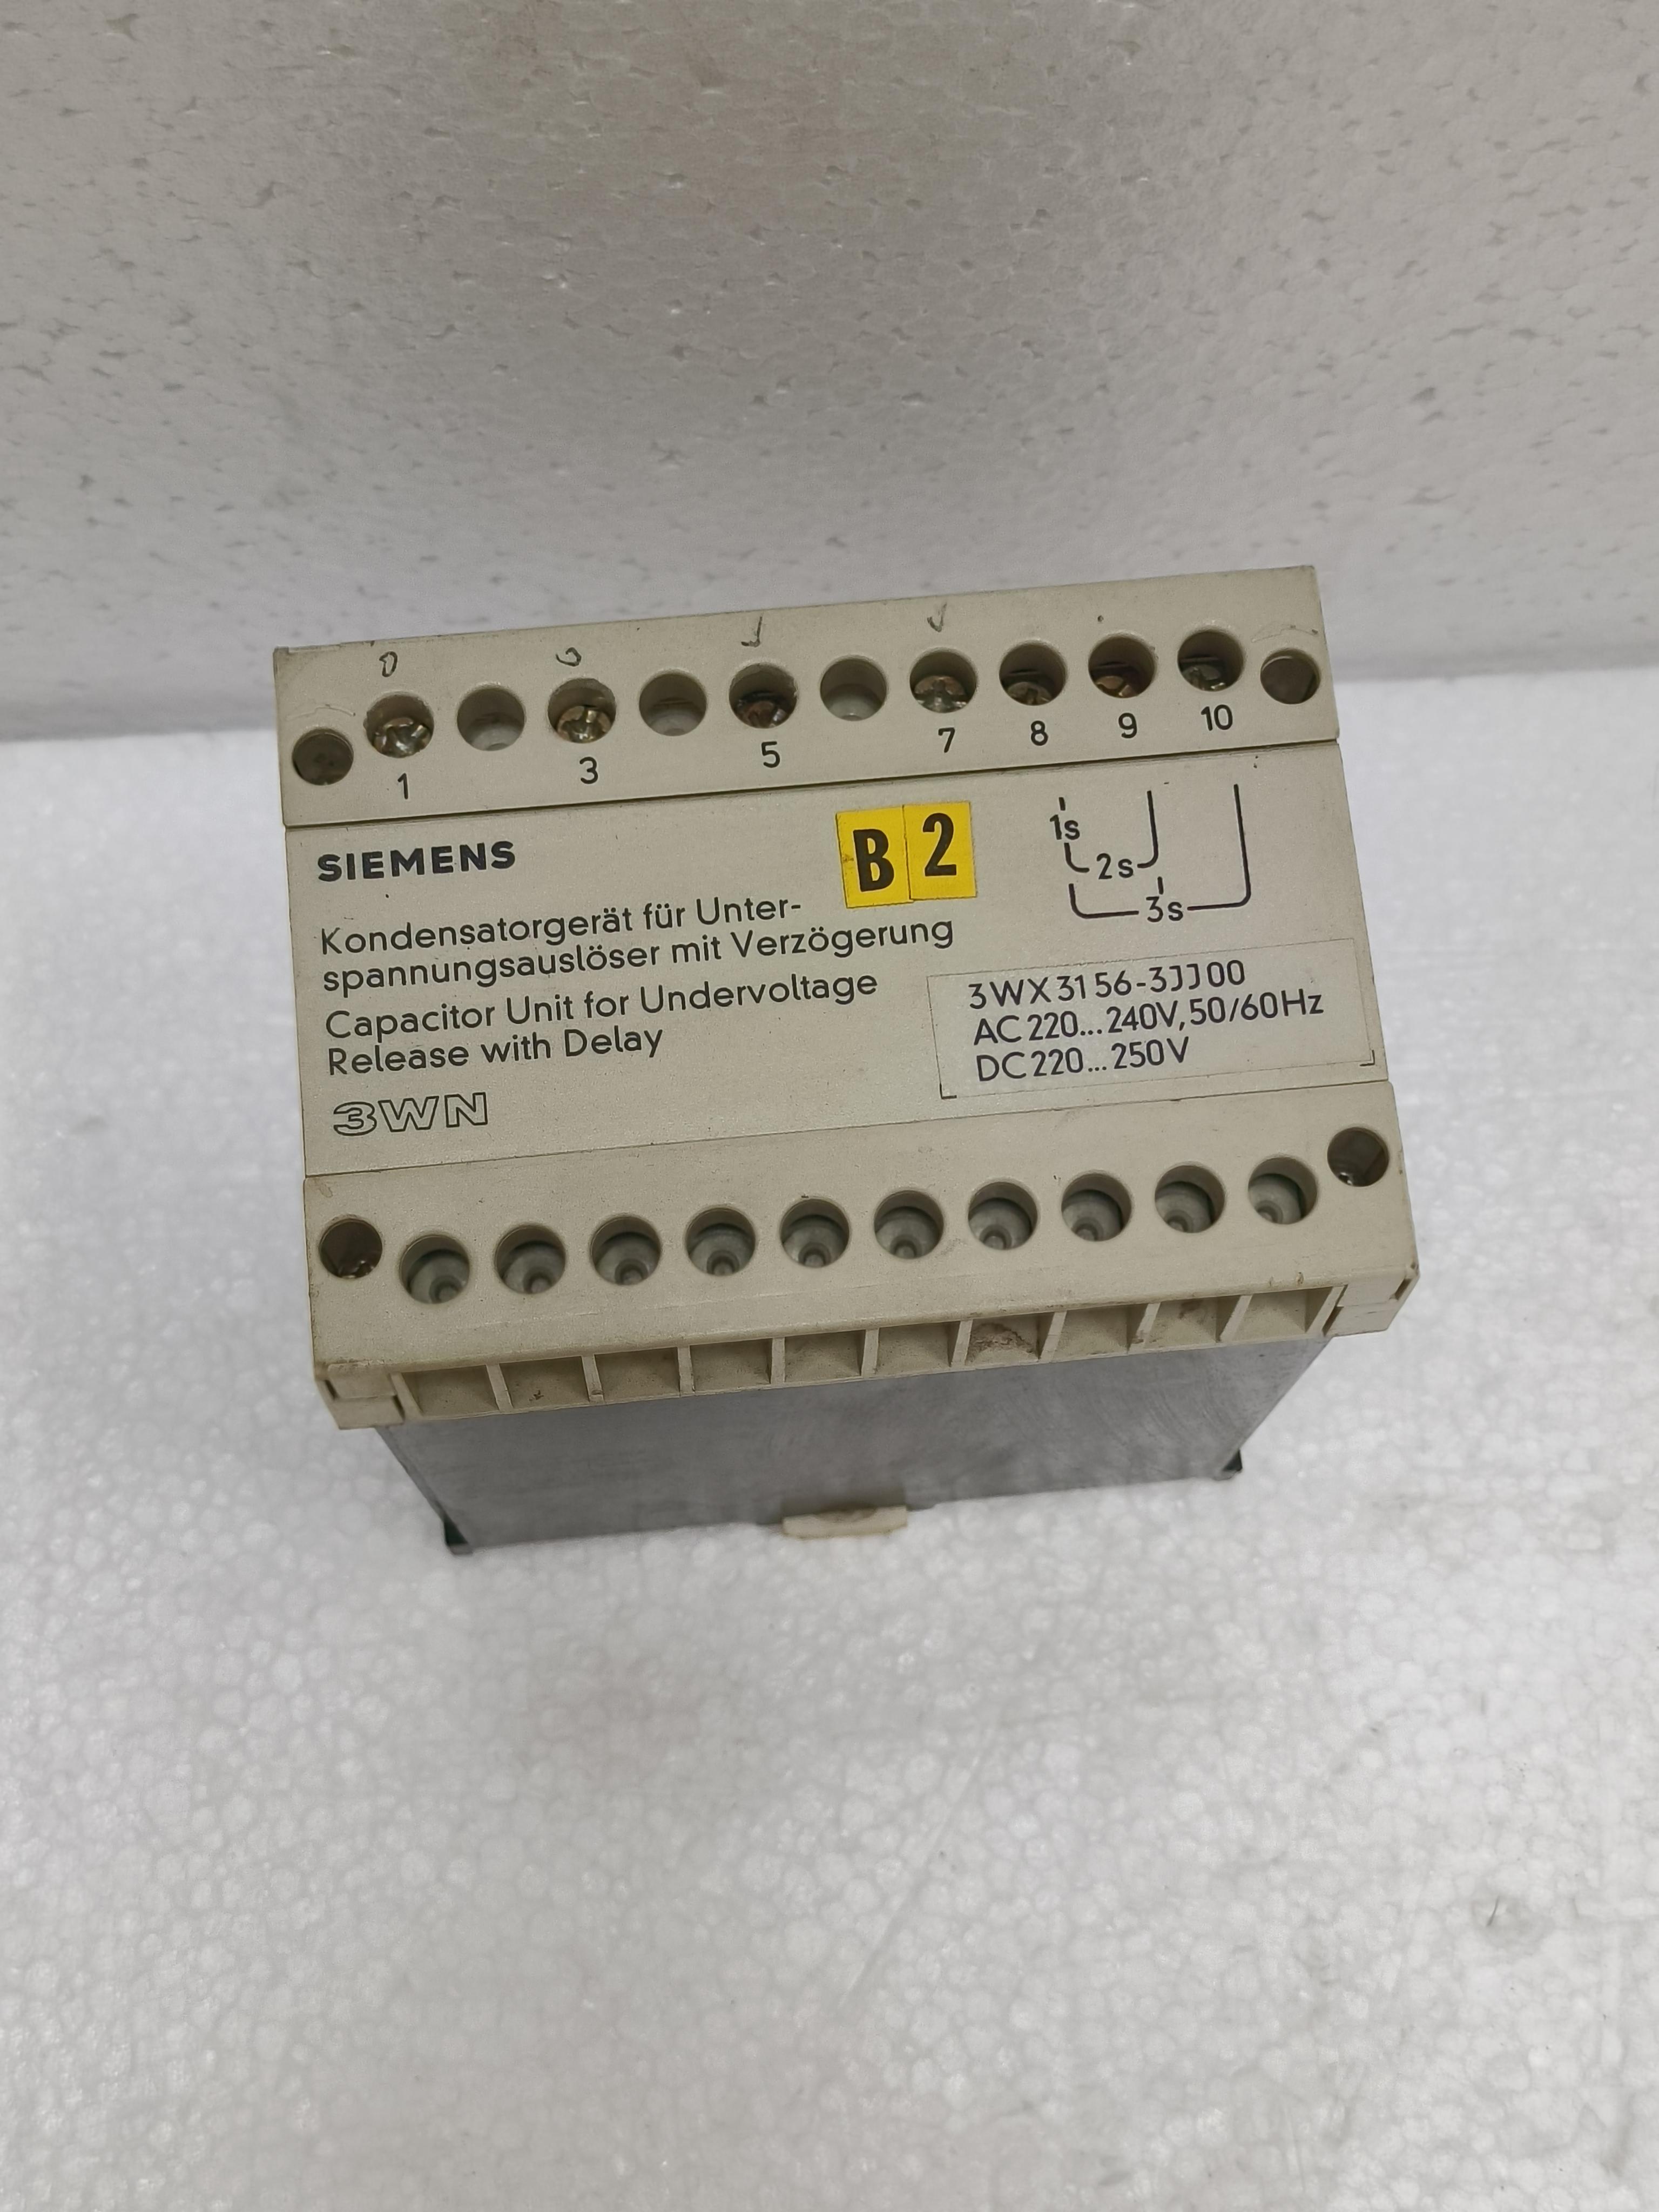 1 3 5 7 8 9 10
SIEMENS
B 2
1s
2s
3s
Kondensatorgerät für Unter-
spannungsauslöser mit Verzögerung
Capacitor Unit for Undervoltage
Release with Delay
3WN
3WX3156-3JJ00
AC 220...240V, 50/60Hz
DC 220...250V